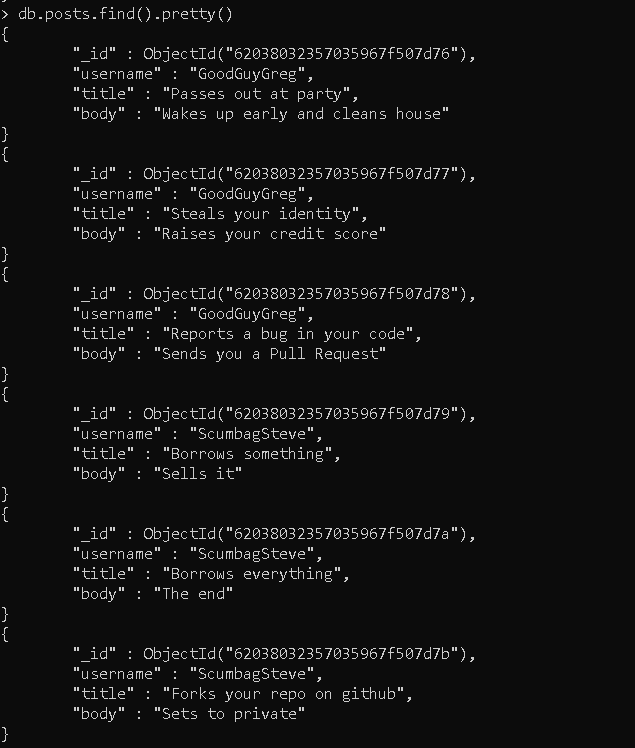 > db.posts.find().pretty()
{
"_id" : ObjectId("62038032357035967f507d76"),
"username" : "GoodGuyGreg",
"title" : "Passes out at party",
"body" : "Wakes up early and cleans house"
}
{
"_id" : ObjectId("62038032357035967f507d77"),
"username" : "GoodGuyGreg",
"title" : "Steals your identity",
"body" : "Raises your credit score"
}
{
"_id" : ObjectId("62038032357035967f507d78"),
"username" : "GoodGuyGreg",
"title" : "Reports a bug in your code",
"body" : "Sends you a Pull Request"
}
{
"_id" : ObjectId("62038032357035967f507d79"),
"username" : "ScumbagSteve",
"title" : "Borrows something",
"body" : "Sells it"
}
{
"_id" : ObjectId("62038032357035967f507d7a"),
"username" : "ScumbagSteve",
"title" : "Borrows everything",
"body" : "The end"
}
{
"_id" : ObjectId("62038032357035967f507d7b"),
"username" : "ScumbagSteve",
"title" : "Forks your repo on github",
"body" : "Sets to private"
}